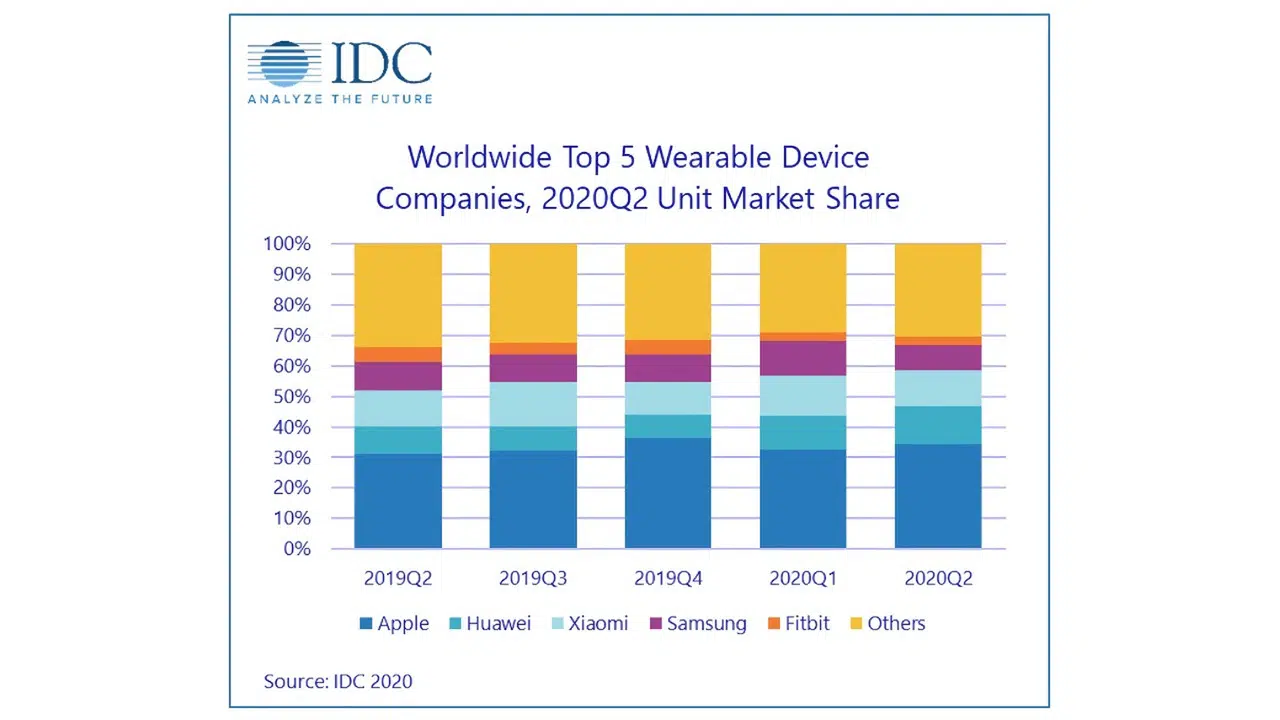 IDC
ANALYZE THE FUTURE
Worldwide Top 5 Wearable Device
Companies, 2020Q2 Unit Market Share
100%
90%
80%
70%
60%
50%
40%
30%
20%
10%
0%
2019Q2 2019Q3 2019Q4 2020Q1 2020Q2
Apple Huawei Xiaomi Samsung Fitbit Others
Source: IDC 2020